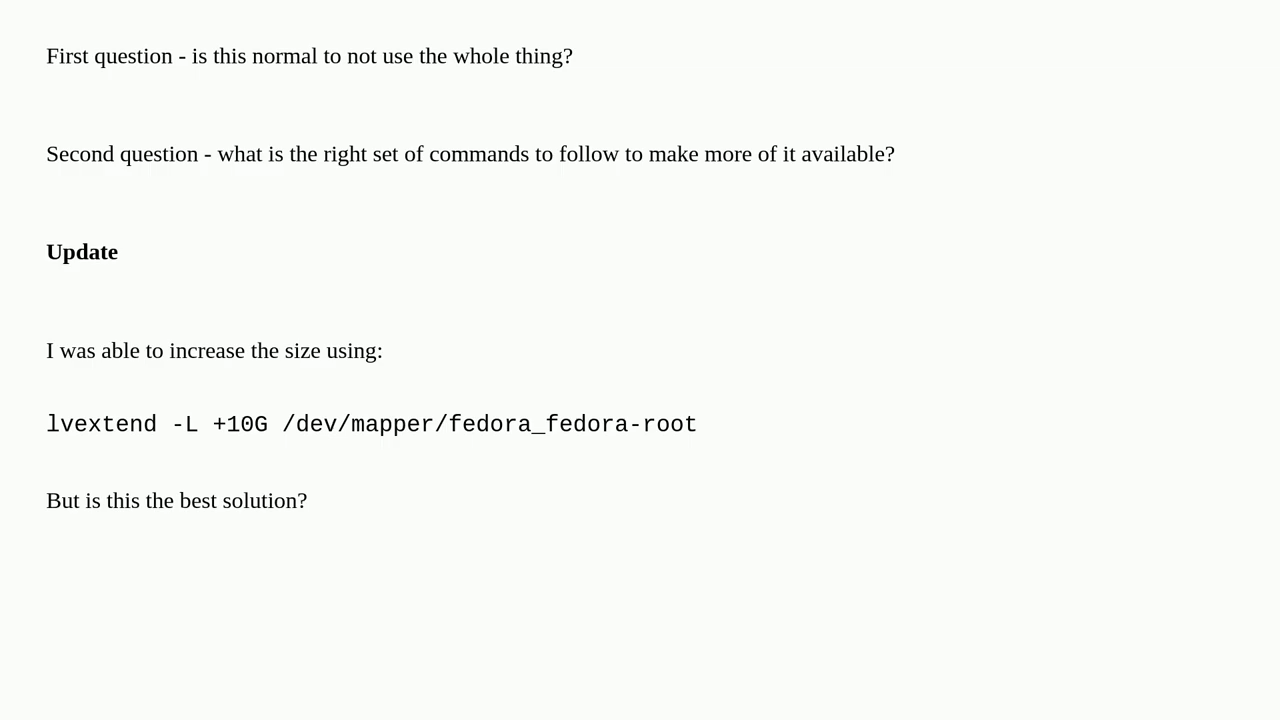 First question - is this normal to not use the whole thing?
Second question - what is the right set of commands to follow to make more of it available?
Update
I was able to increase the size using:
lvextend -L +10G /dev/mapper/fedora_fedora-root
But is this the best solution?